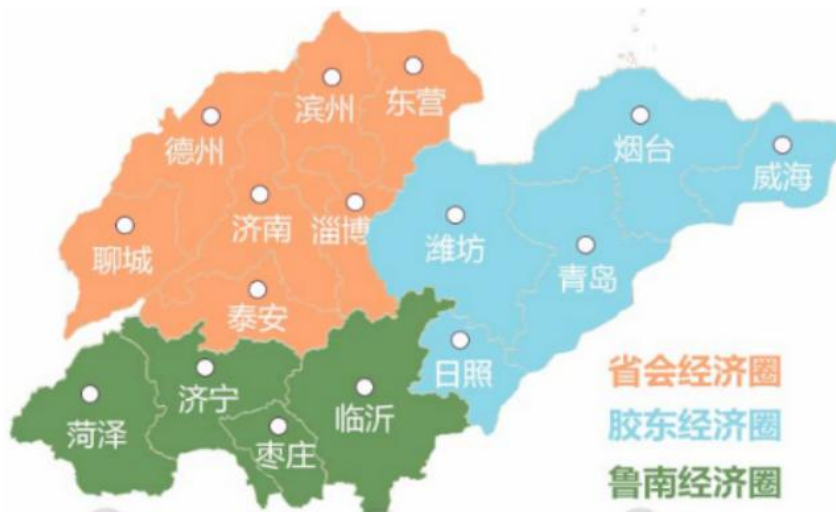 滨州
东营
德州
烟台
威海
聊城
济南
淄博
潍坊
青岛
泰安
日照
济宁
临沂
菏泽
枣庄
省会经济圈
胶东经济圈
鲁南经济圈